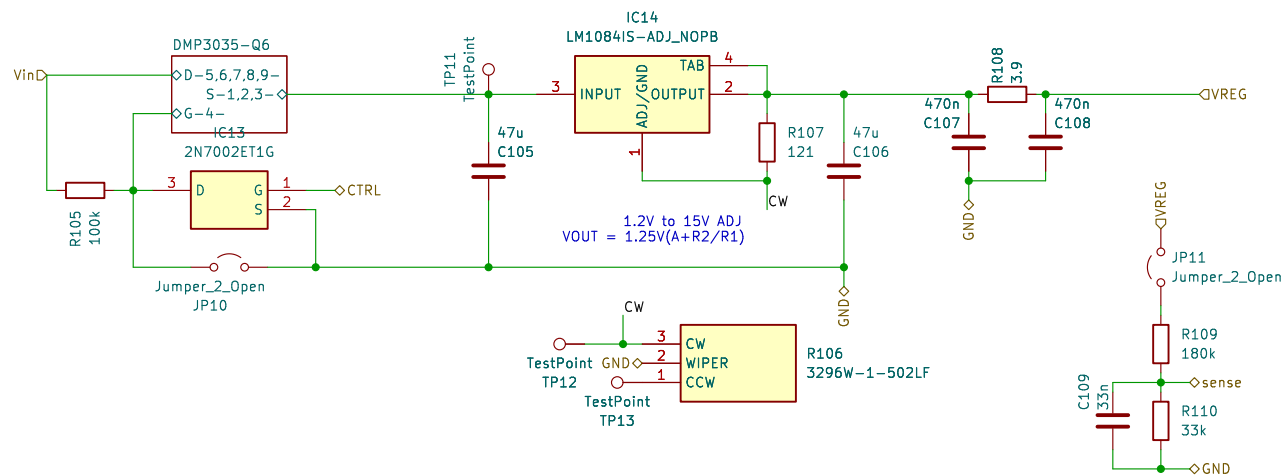 IC14
LM1084IS-ADJ_NOPB
DMP3035-Q6
Vin
D-5,6,7,8,9-
S-1,2,3-
G-4-
IC13
2N7002ET1G
TP11
TestPoint
3
INPUT
ADJ/GND
TAB
OUTPUT
4
2
1
R108
3.9
470n
C107
470n
C108
VREG
R107
121
47u
C105
47u
C106
3
D
G
S
1
2
CTRL
R105
100k
CW
GND
1.2V to 15V ADJ
VOUT = 1.25V(A+R2/R1)
VREG
JP11
Jumper_2_Open
Jumper_2_Open
JP10
GND
CW
3
CW
TestPoint
TP12
GND
2
WIPER
1
CCW
TestPoint
TP13
R106
3296W-1-502LF
R109
180k
sense
C109
33n
R110
33k
GND